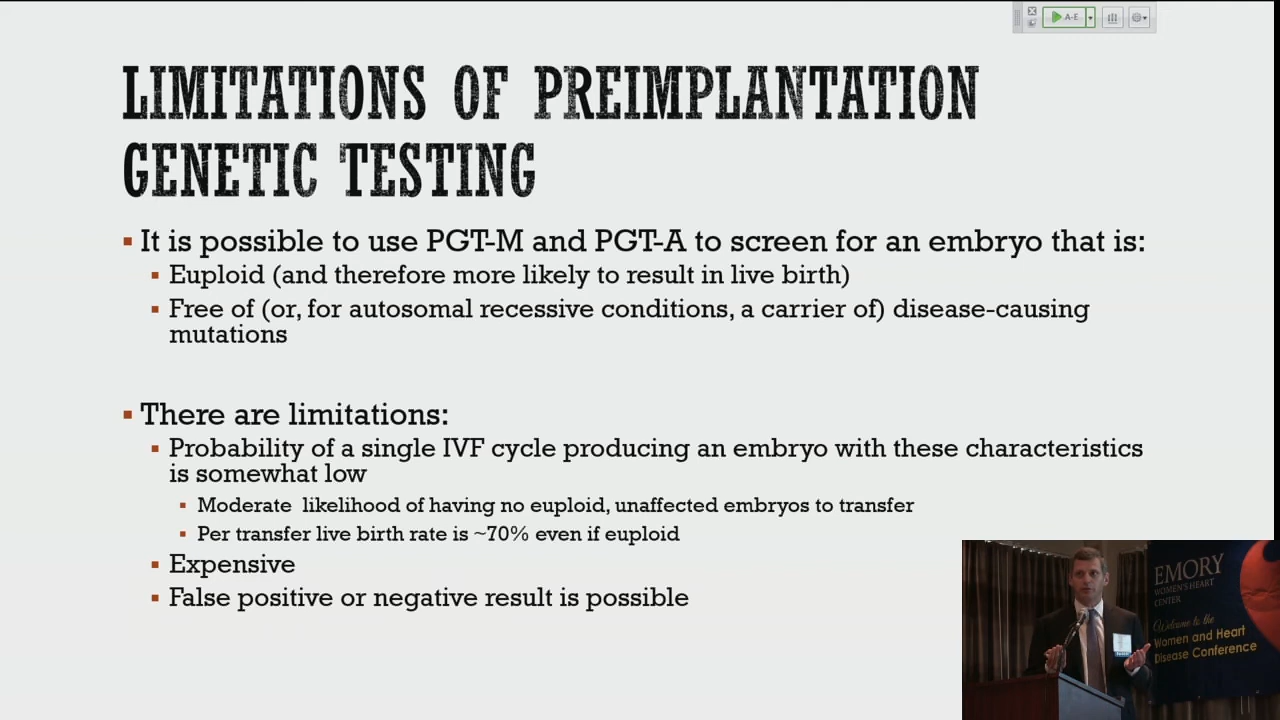 A-E
LIMITATIONS OF PREIMPLANTATION
GENETIC TESTING
▪ It is possible to use PGT-M and PGT-A to screen for an embryo that is:
▪ Euploid (and therefore more likely to result in live birth)
▪ Free of (or, for autosomal recessive conditions, a carrier of) disease-causing
mutations
▪ There are limitations:
▪ Probability of a single IVF cycle producing an embryo with these characteristics
is somewhat low
▪ Moderate likelihood of having no euploid, unaffected embryos to transfer
▪ Per transfer live birth rate is ~70% even if euploid
▪ Expensive
▪ False positive or negative result is possible
EMORY
WOMEN'S HEART
CENTER
Welcome to the
Women and Heart
Disease Conference